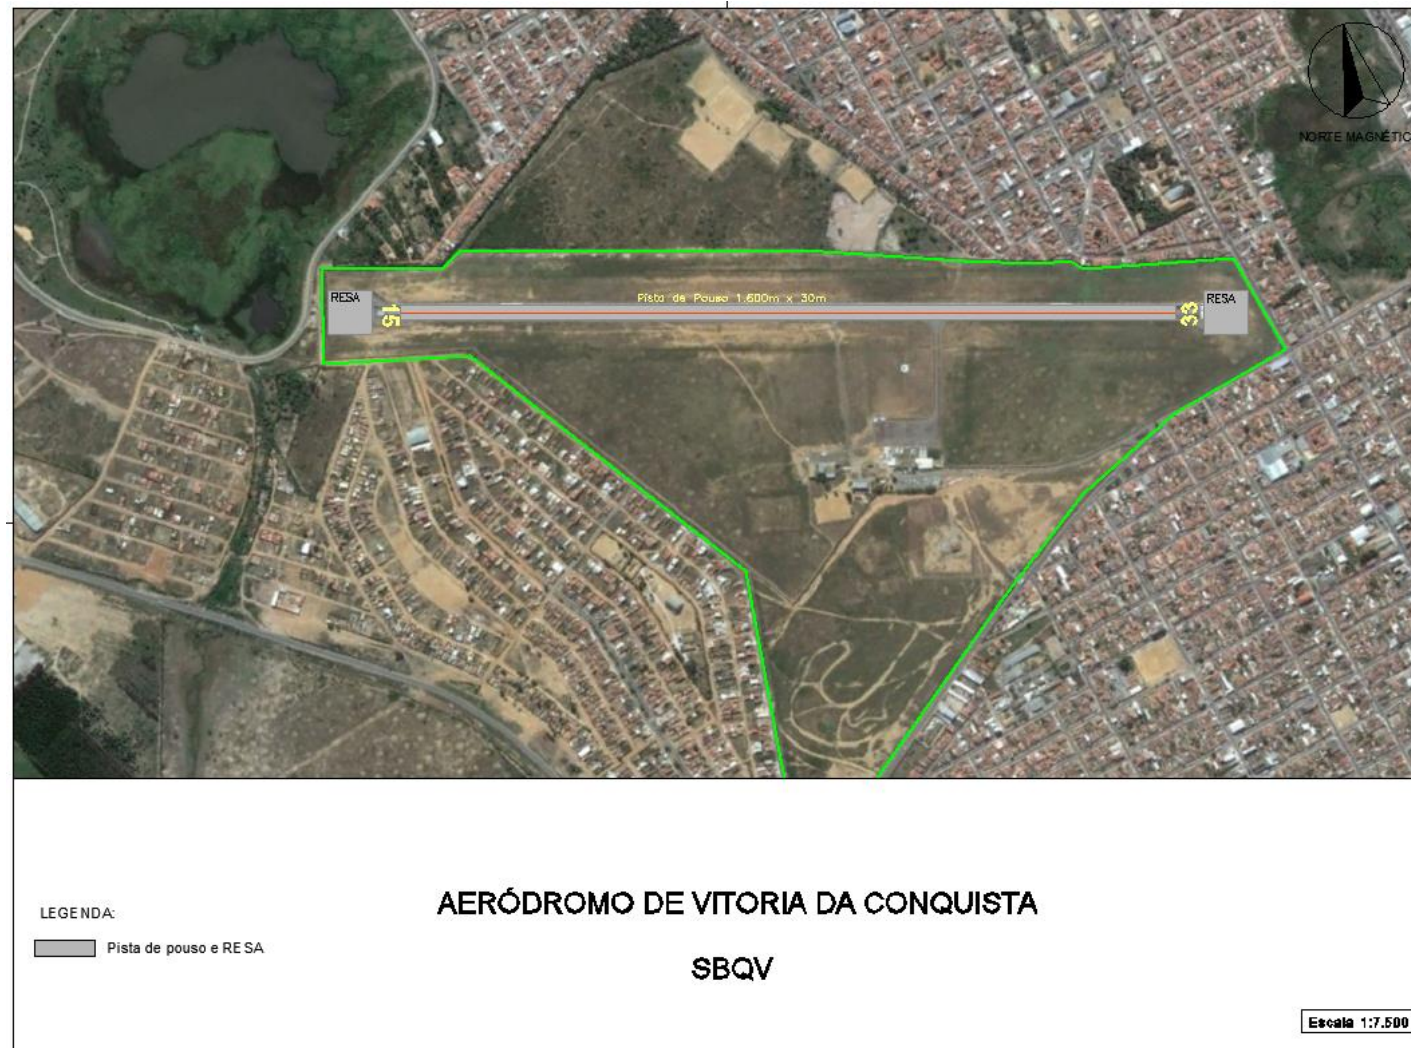 NORTE MAGNÉTIC
RESA
Pista de Pouso 1.600m x 30m
RESA
15
33
LEGENDA:
Pista de pouso e RESA
AERÓDROMO DE VITORIA DA CONQUISTA
SBQV
Escala 1:7.500